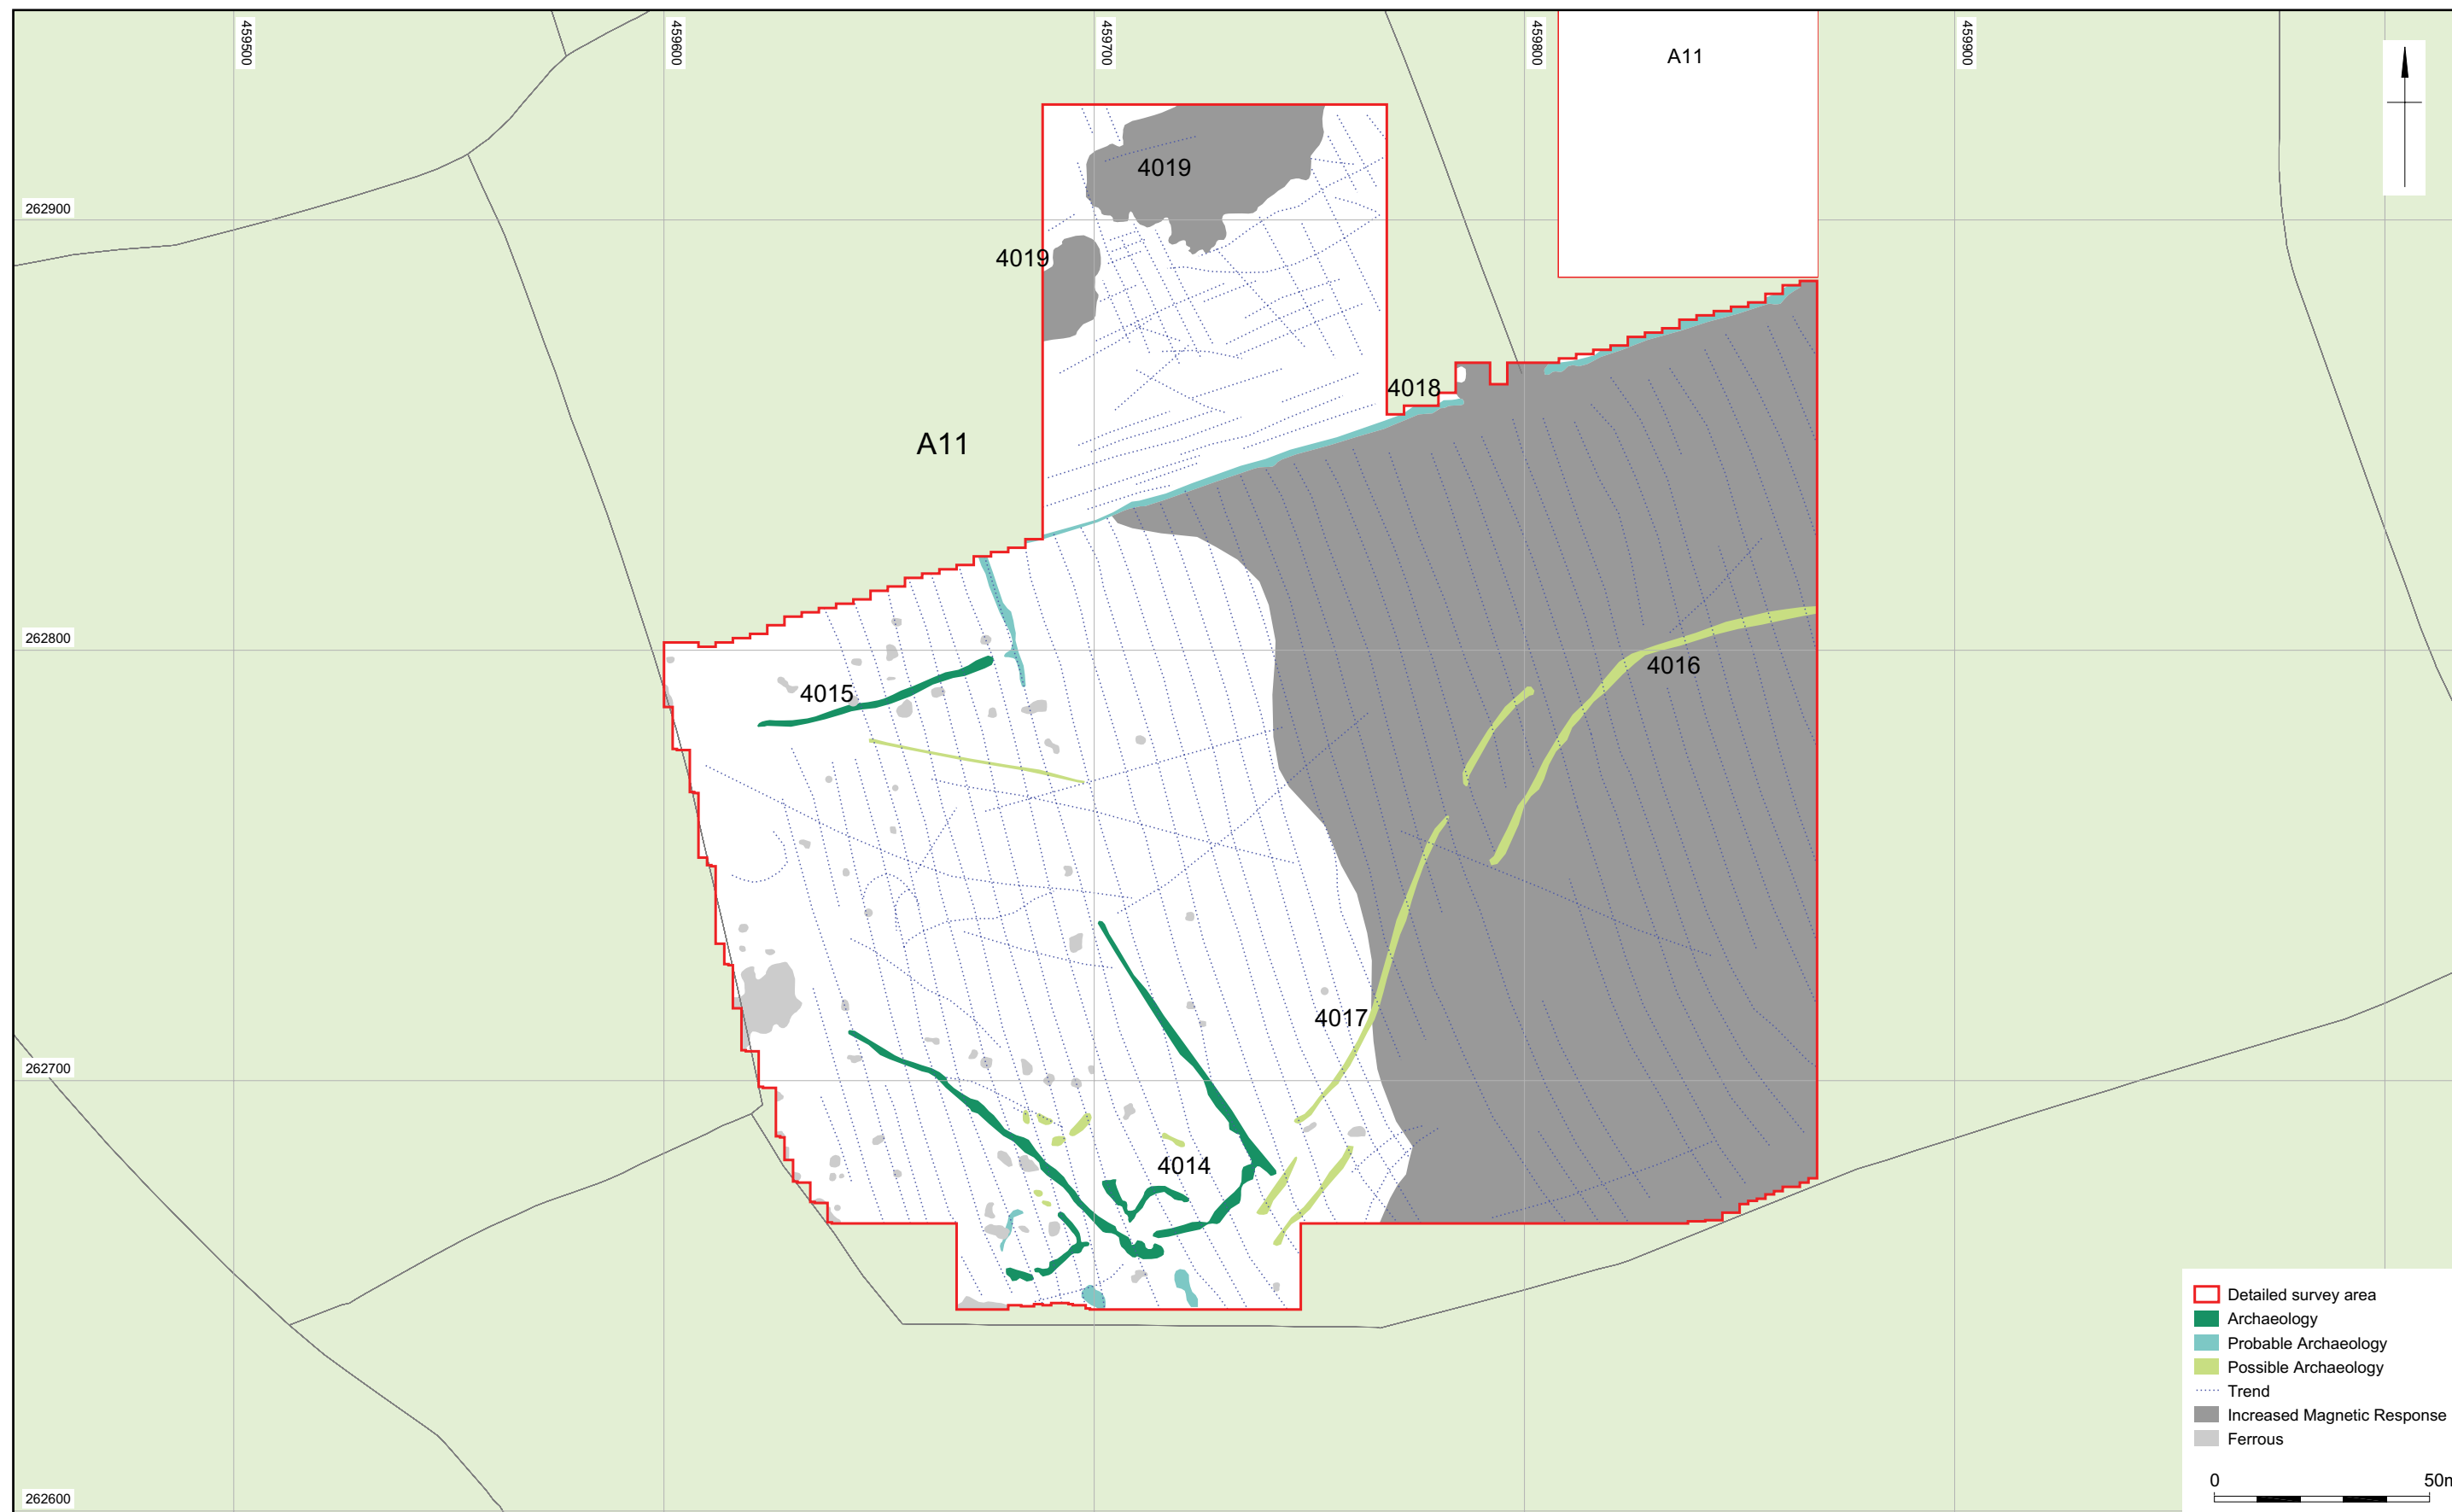 459500
459600
459700
459800
459900
A11
4019
262900
4019
4018
A11
262800
4016
4015
4017
262700
4014
Detailed survey area
Archaeology
Probable Archaeology
Possible Archaeology
Trend
Increased Magnetic Response
Ferrous
0 50m
262600